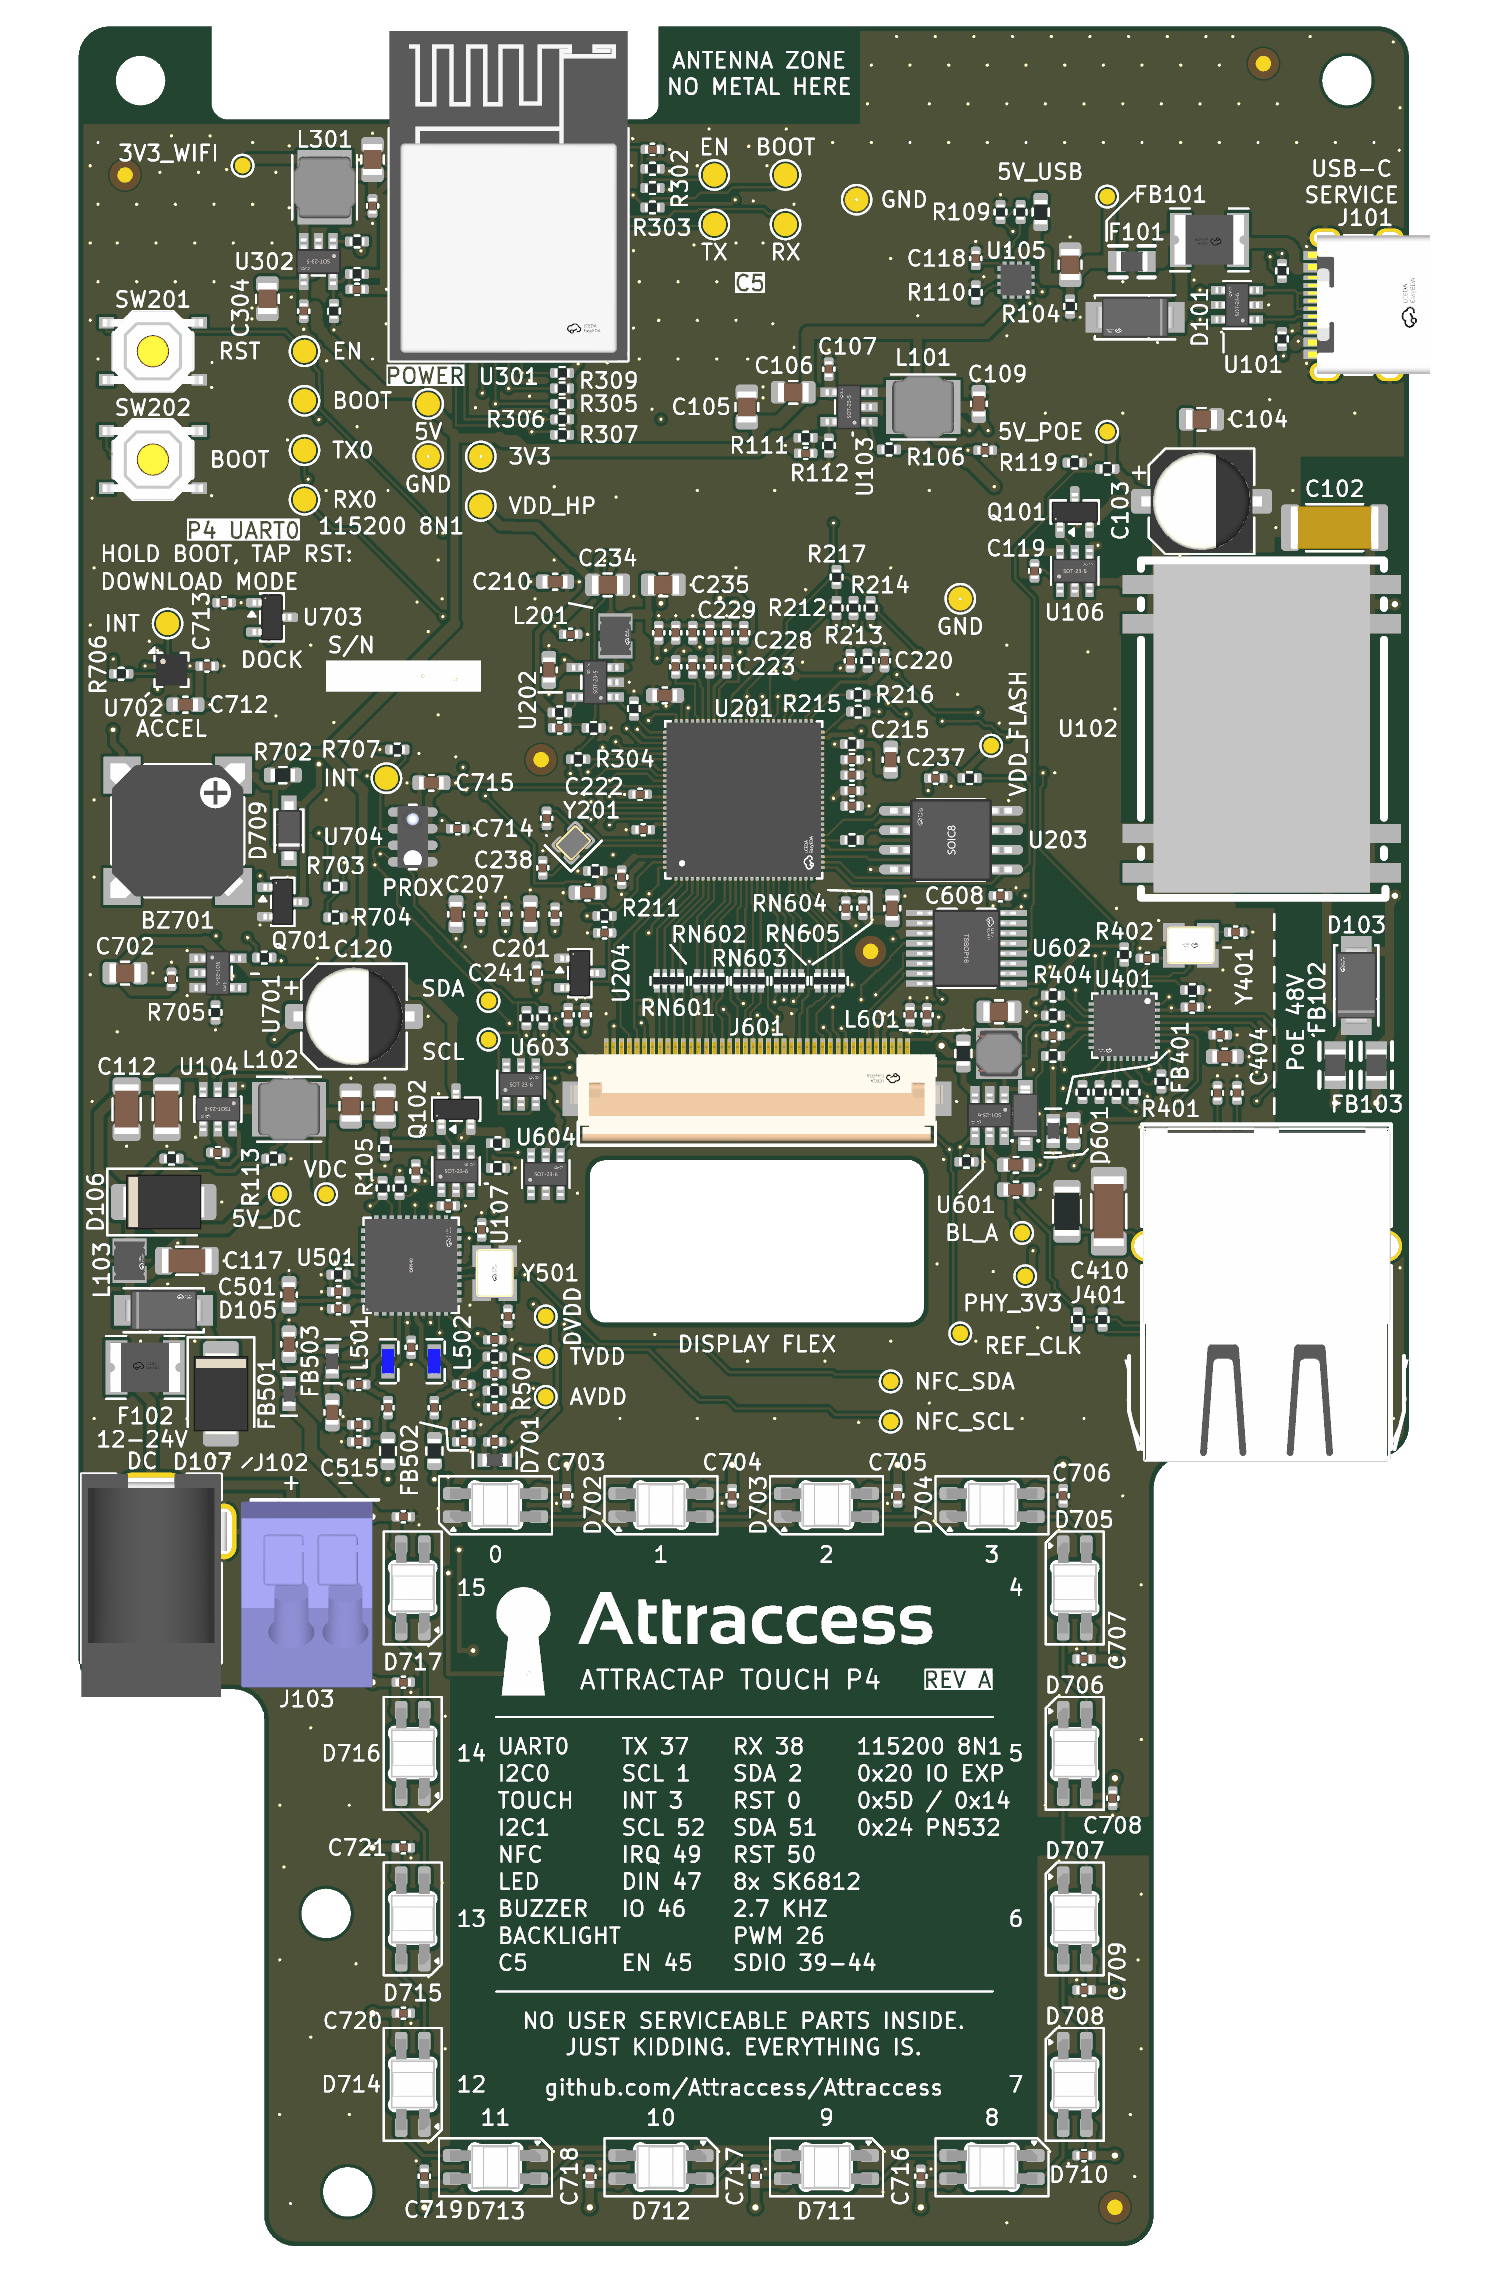 ANTENNA ZONE
NO METAL HERE
3V3_WIFI
L301
EN
BOOT
R302
R303
TX
RX
GND
5V_USB
USB-C
SERVICE
J101
FB101
R109
F101
U105
C118
R110
R104
D101
U101
C5
U302
C304
SW201
RST
EN
SW202
BOOT
BOOT
TX0
RX0
POWER
5V
GND
U301
R309
R305
R306
R307
3V3
VDD_HP
C105
C106
C107
L101
C109
R111
R112
U103
R106
5V_POE
R119
C104
C103
C102
Q101
C119
U106
P4 UART0
115200 8N1
HOLD BOOT, TAP RST:
DOWNLOAD MODE
INT
C713
U703
DOCK
S/N
R706
U702
C712
ACCEL
C210
C234
C235
L201
C229
C228
C223
U202
R217
R214
R212
R213
C220
GND
R215
R216
U201
C215
C237
VDD_FLASH
U102
R702
R707
INT
C715
R304
C222
Y201
D709
U704
C714
C238
R703
PROX
C207
BZ701
R704
Q701
SOIC8
U203
C608
RN604
R211
RN602
RN605
RN603
RN601
C201
C241
U204
C702
U701
R705
C120
SDA
SCL
J601
L601
U602
R404
R402
U401
Y401
PoE 48V
D103
FB102
FB103
C404
FB401
R401
D601
C112
U104
L102
Q102
U603
U604
R105
R113
VDC
5V_DC
D106
L103
C117
U501
U107
C501
D105
Y501
DVDD
TVDD
AVDD
FB503
L501
L502
R507
F102
FB501
DISPLAY FLEX
U601
BL_A
C410
PHY_3V3
J401
REF_CLK
NFC_SDA
NFC_SCL
12-24V
DC
D107
J102
C515
FB502
D701
J103
C703
D702
C704
D703
C705
D704
C706
D705
0
1
2
3
4
15
D717
C707
D706
Attraccess
ATTRACTAP TOUCH P4 REV A
D716
14
5
UART0 TX 37 RX 38 115200 8N1
I2C0 SCL 1 SDA 2 0x20 IO EXP
TOUCH INT 3 RST 0 0x5D / 0x14
I2C1 SCL 52 SDA 51 0x24 PN532
NFC IRQ 49 RST 50
LED DIN 47 8x SK6812
BUZZER IO 46 2.7 KHZ
BACKLIGHT PWM 26
C5 EN 45 SDIO 39-44
C721
C708
D707
13
6
D715
C709
C720
D708
NO USER SERVICEABLE PARTS INSIDE.
JUST KIDDING. EVERYTHING IS.
github.com/Attraccess/Attraccess
D714
12
7
11
10
9
8
C719
D713
C718
D712
C717
D711
C716
D710